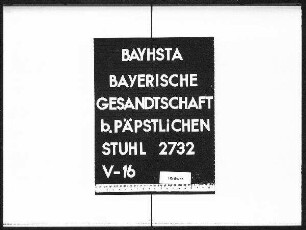 BAYHSTA
BAYERISCHE
GESANDTSCHAFT
b. PÄPSTLiCHEN
STUHL 2732
V-16